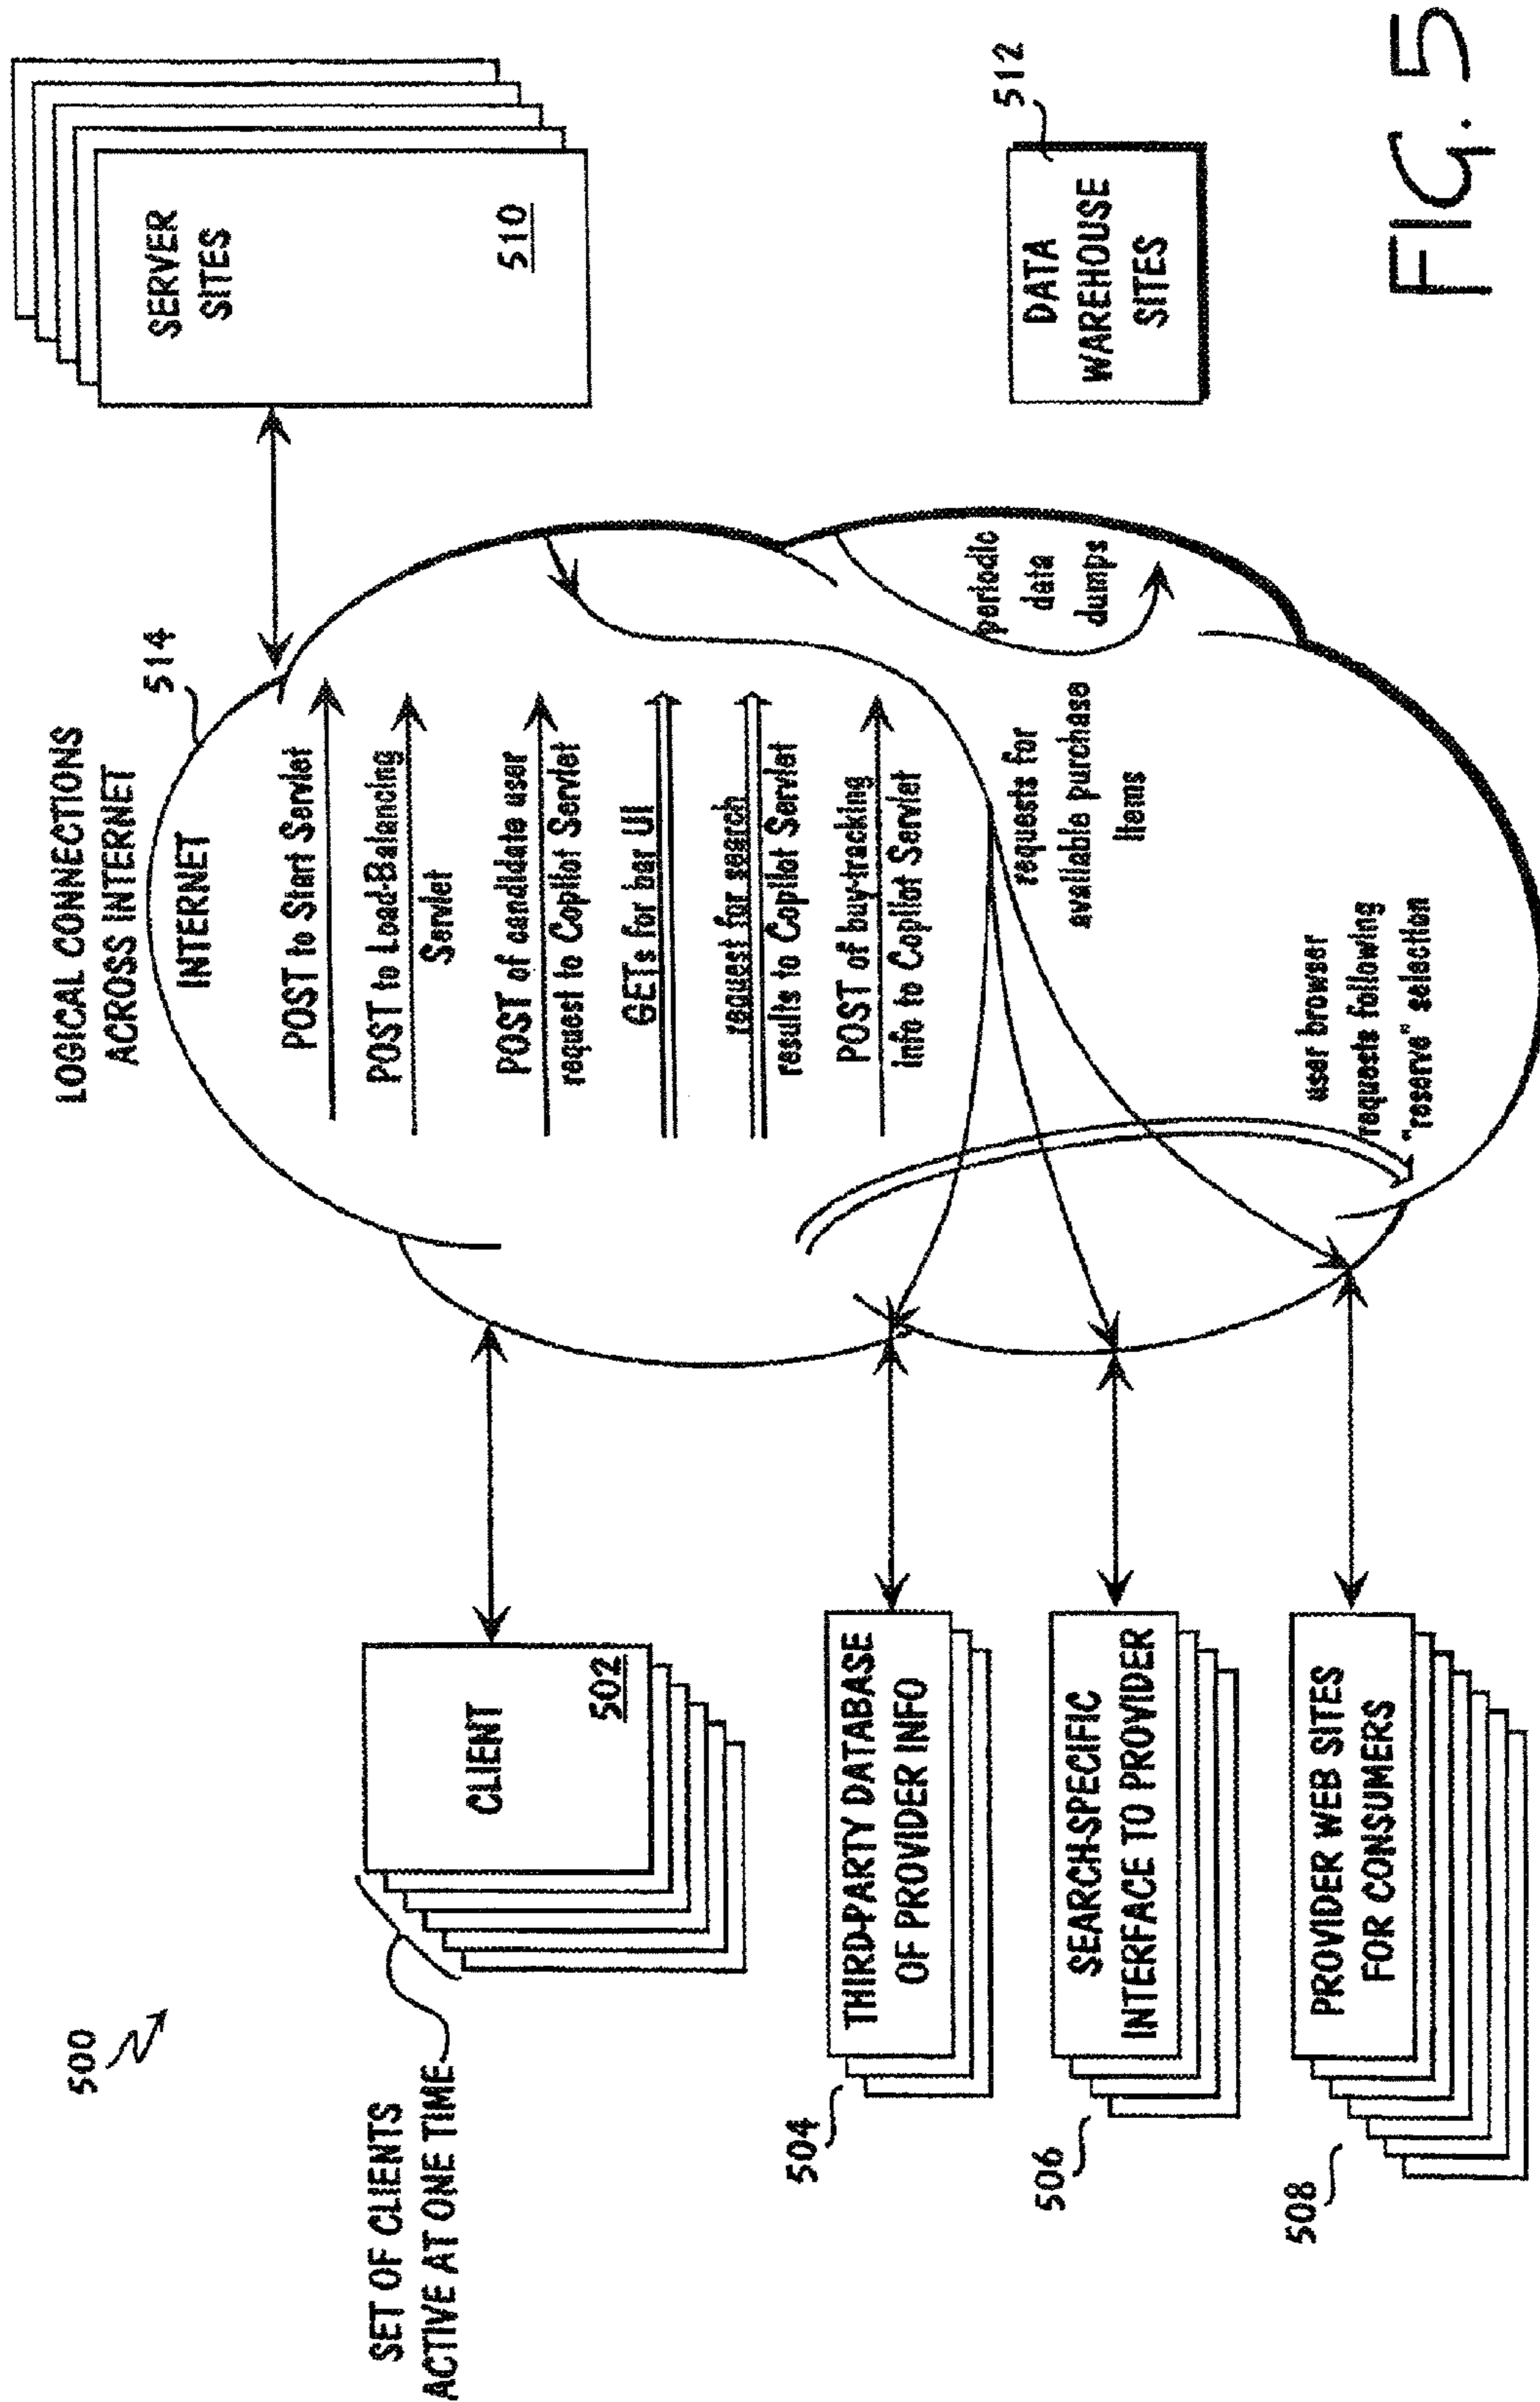 500
LOGICAL CONNECTIONS
ACROSS INTERNET
514
INTERNET
SET OF CLIENTS
ACTIVE AT ONE TIME
CLIENT
502
POST to Start Servlet
POST to Load-Balancing
Servlet
POST of candidate user
request to Copilot Servlet
GETs for bar UI
request for search
results to Copilot Servlet
POST of buy-tracking
info to Copilot Servlet
SERVER
SITES
510
504
THIRD-PARTY DATABASE
OF PROVIDER INFO
506
SEARCH-SPECIFIC
INTERFACE TO PROVIDER
508
PROVIDER WEB SITES
FOR CONSUMERS
requests for
available purchase
items
periodic
data
dumps
user browser
requests following
"reserve" selection
512
DATA
WAREHOUSE
SITES
FIG. 5